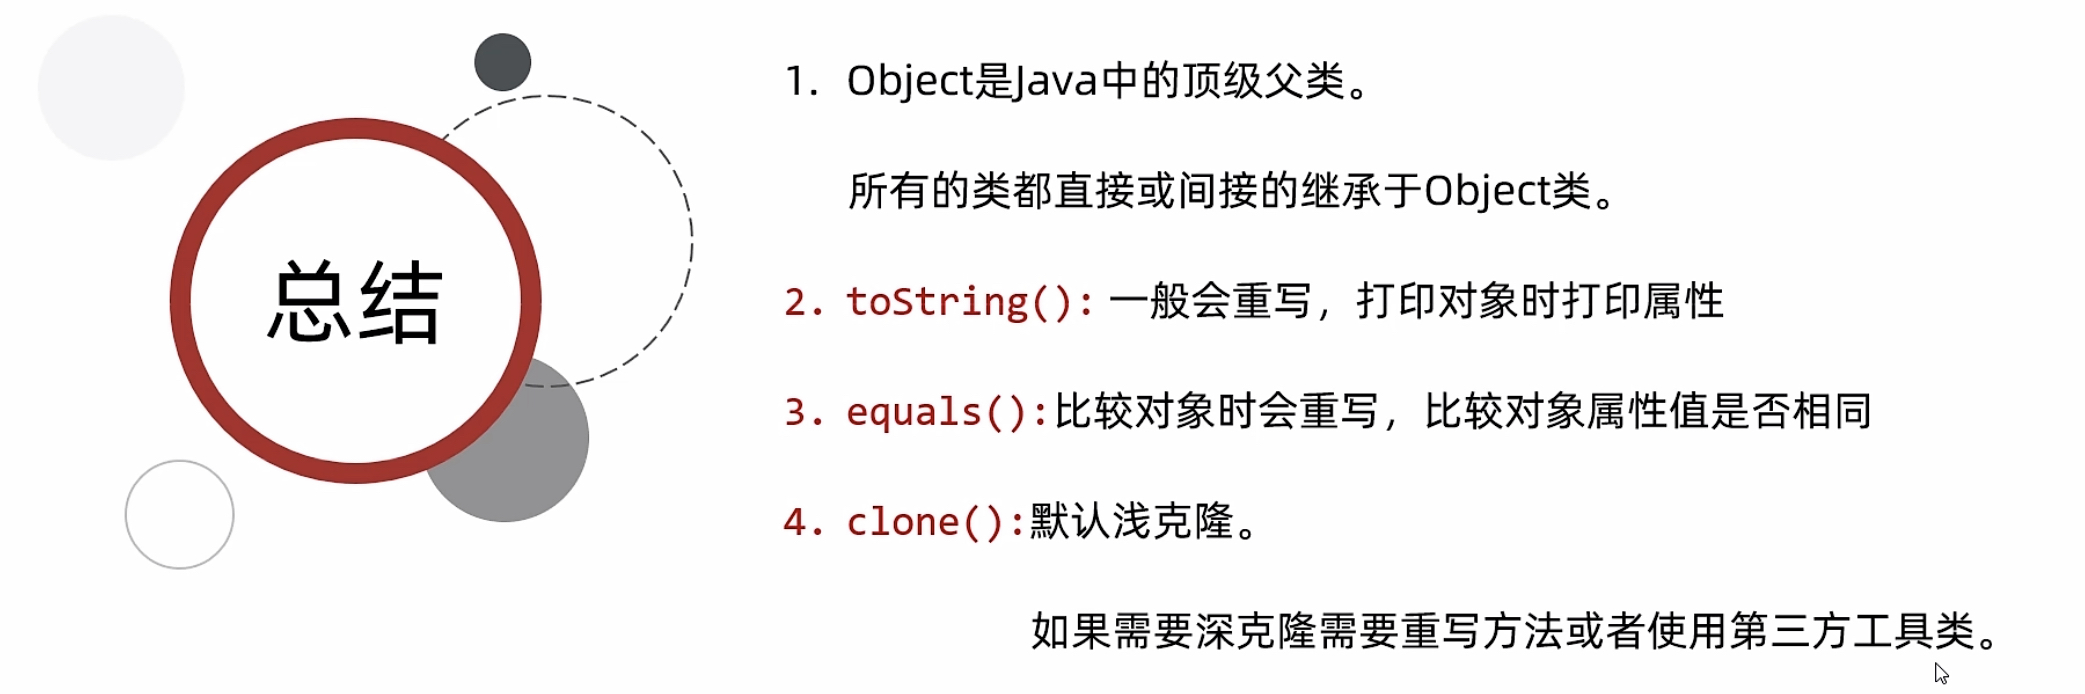 总结
1. Object是Java中的顶级父类。
所有的类都直接或间接的继承于Object类。
2. toString(): 一般会重写，打印对象时打印属性
3. equals():比较对象时会重写，比较对象属性值是否相同
4. clone():默认浅克隆。
如果需要深克隆需要重写方法或者使用第三方工具类。